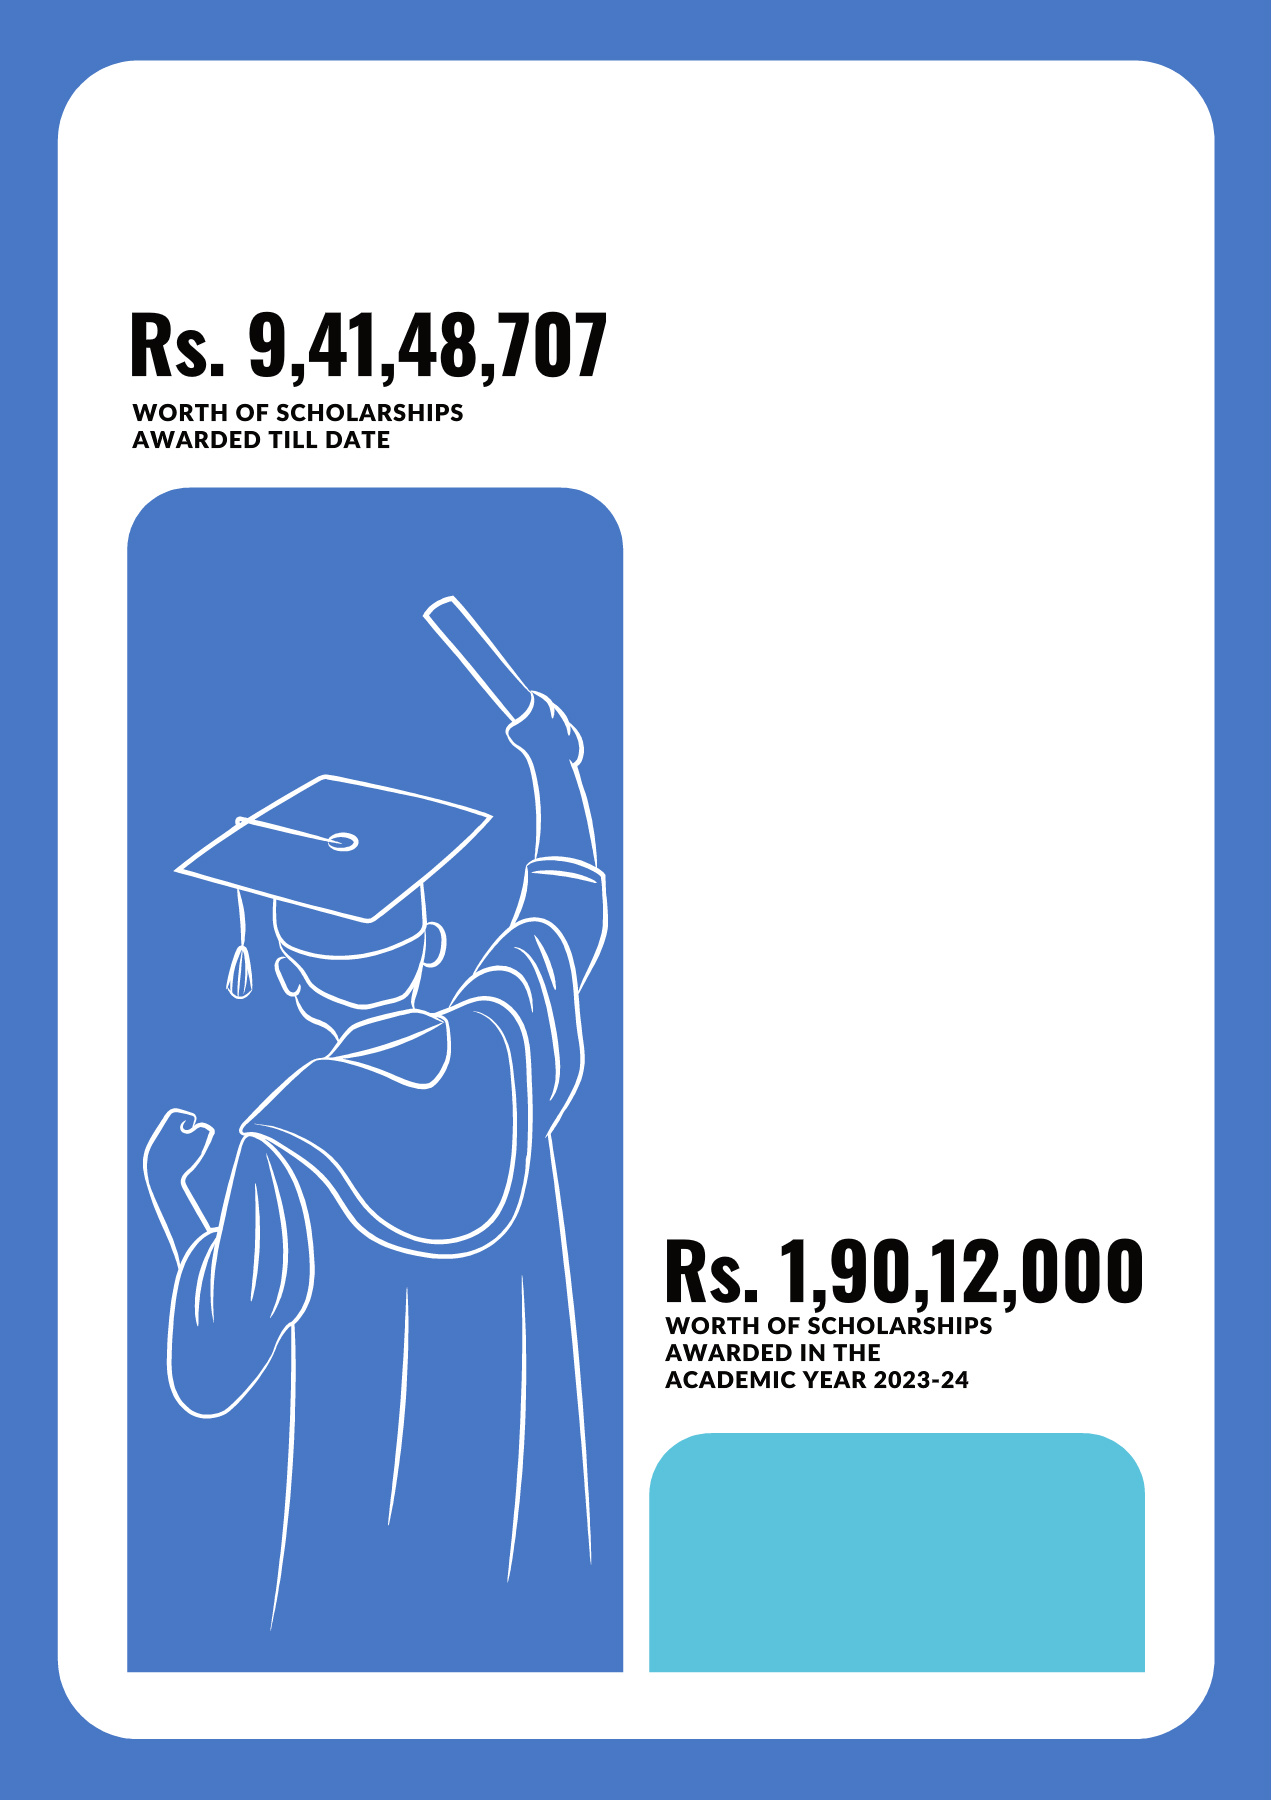 Rs. 9,41,48,707
WORTH OF SCHOLARSHIPS
AWARDED TILL DATE
Rs. 1,90,12,000
WORTH OF SCHOLARSHIPS
AWARDED IN THE
ACADEMIC YEAR 2023-24